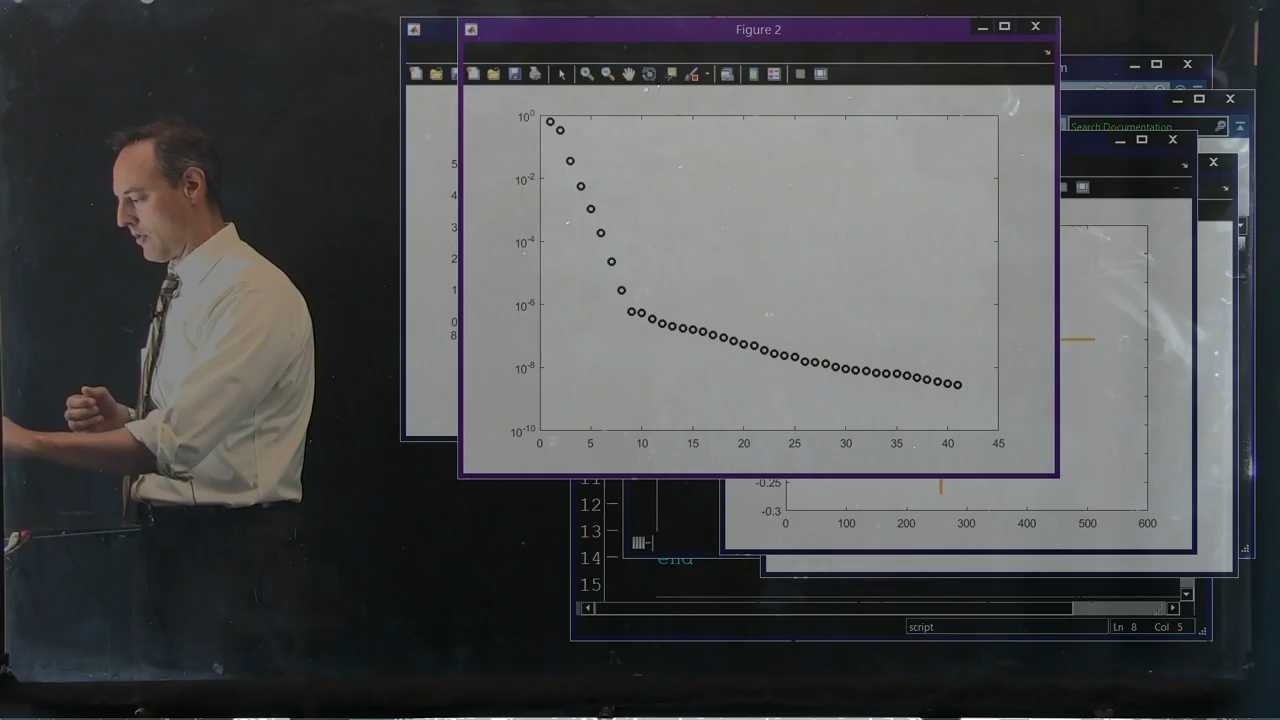 Figure 2
n
Search Documentation
10^0
10^-2
10^-4
10^-6
10^-8
10^-10
0 5 10 15 20 25 30 35 40 45
5
4
3
2
1
0
8
-0.25
-0.3
0 100 200 300 400 500 600
11
12
13
14 end
15
script Ln 8 Col 5